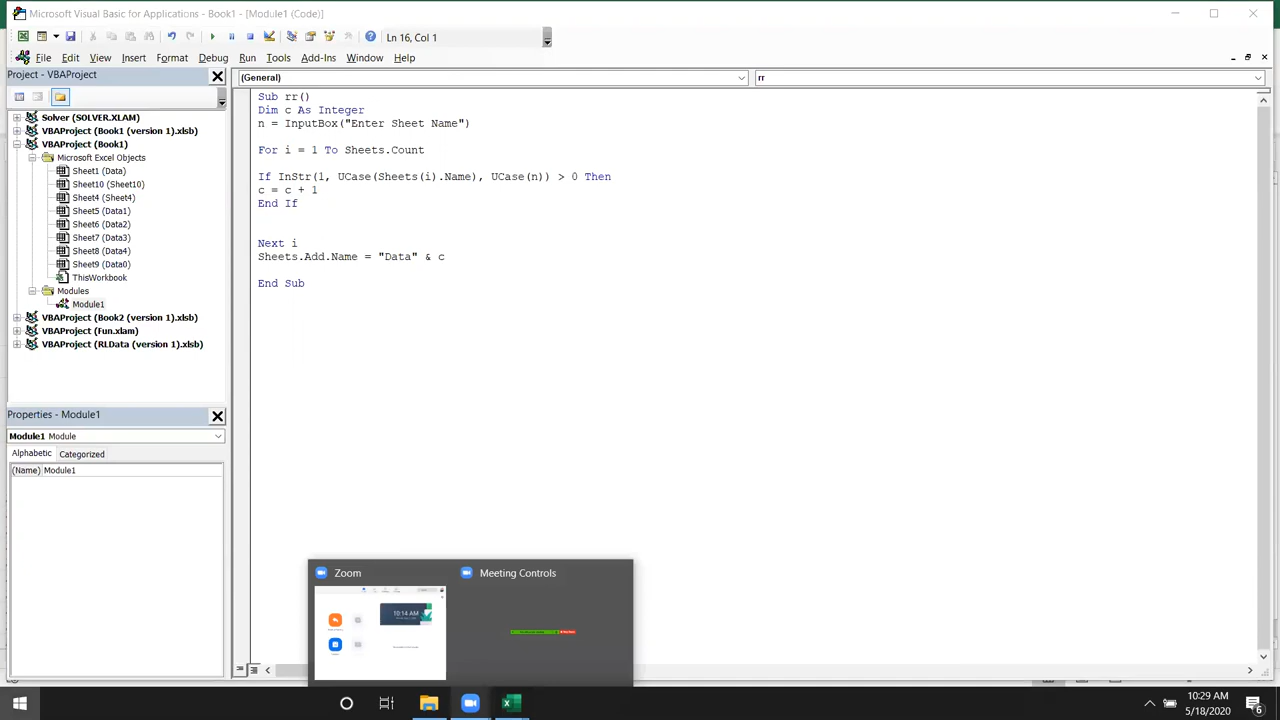 Microsoft Visual Basic for Applications - Book1 - [Module1 (Code)]
Ln 16, Col 1
File Edit View Insert Format Debug Run Tools Add-Ins Window Help
Project - VBAProject
(General)
rr
Solver (SOLVER.XLAM)
VBAProject (Book1 (version 1).xlsb)
VBAProject (Book1)
Microsoft Excel Objects
Sheet1 (Data)
Sheet10 (Sheet10)
Sheet4 (Sheet4)
Sheet5 (Data1)
Sheet6 (Data2)
Sheet7 (Data3)
Sheet8 (Data4)
Sheet9 (Data0)
ThisWorkbook
Modules
Module1
VBAProject (Book2 (version 1).xlsb)
VBAProject (Fun.xlam)
VBAProject (RLData (version 1).xlsb)
Sub rr()
Dim c As Integer
n = InputBox("Enter Sheet Name")
For i = 1 To Sheets.Count
If InStr(1, UCase(Sheets(i).Name), UCase(n)) > 0 Then
c = c + 1
End If
Next i
Sheets.Add.Name = "Data" & c
End Sub
Properties - Module1
Module1 Module
Alphabetic Categorized
(Name) Module1
Zoom
Meeting Controls
10:14 AM
10:29 AM
5/18/2020
6